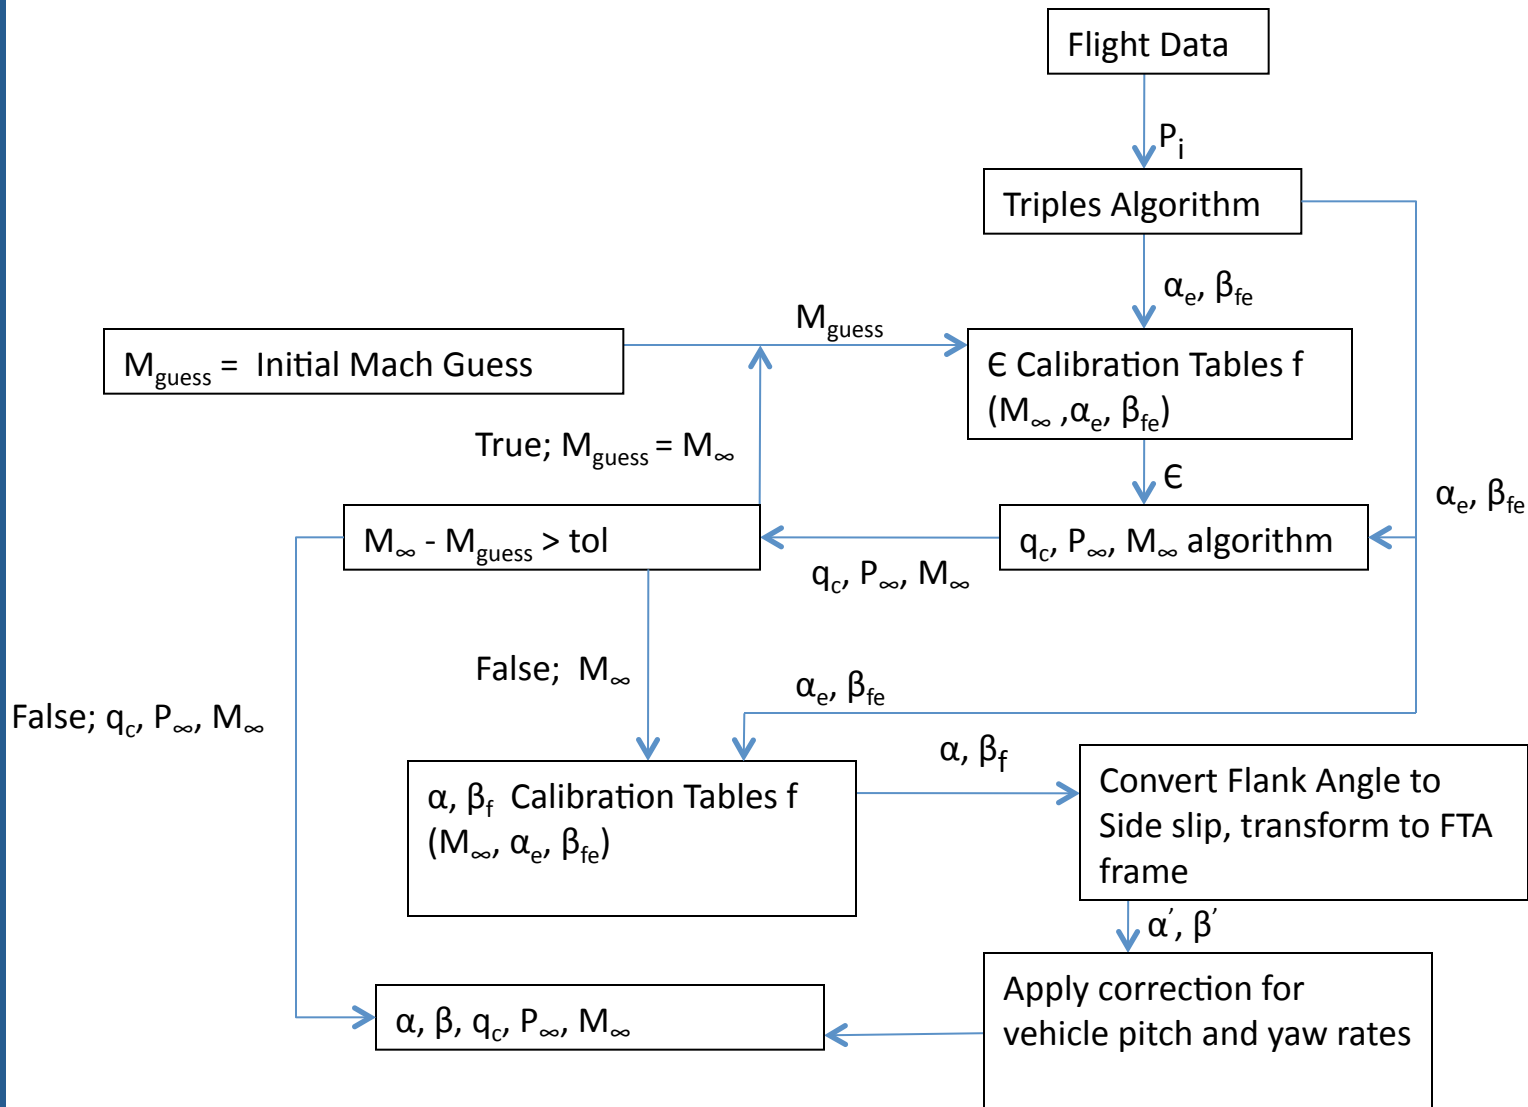 Flight Data
Pi
Triples Algorithm
αe, βfe
Mguess
Mguess = Initial Mach Guess
Є Calibration Tables f
(M∞ ,αe, βfe)
True; Mguess = M∞
Є
αe, βfe
M∞ - Mguess > tol
qc, P∞, M∞ algorithm
qc, P∞, M∞
False; M∞
αe, βfe
False; qc, P∞, M∞
α, βf
α, βf Calibration Tables f
(M∞, αe, βfe)
Convert Flank Angle to
Side slip, transform to FTA
frame
α', β'
Apply correction for
vehicle pitch and yaw rates
α, β, qc, P∞, M∞